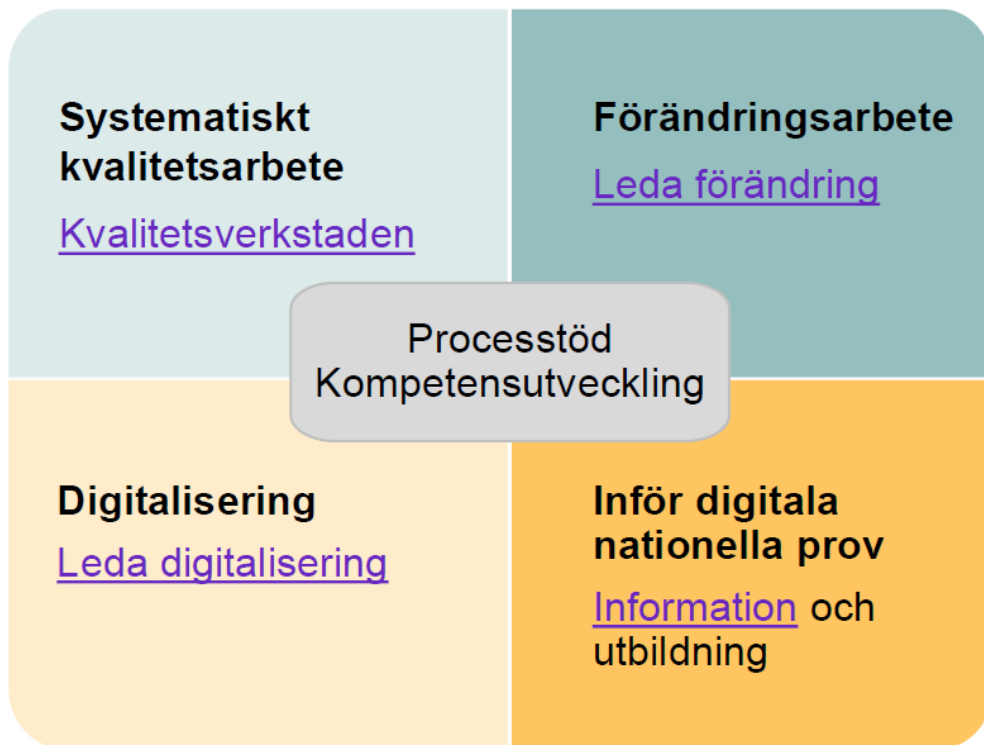 Systematiskt
kvalitetsarbete
Kvalitetsverkstaden
Förändringsarbete
Leda förändring
Processtöd
Kompetensutveckling
Digitalisering
Leda digitalisering
Inför digitala
nationella prov
Information och
utbildning